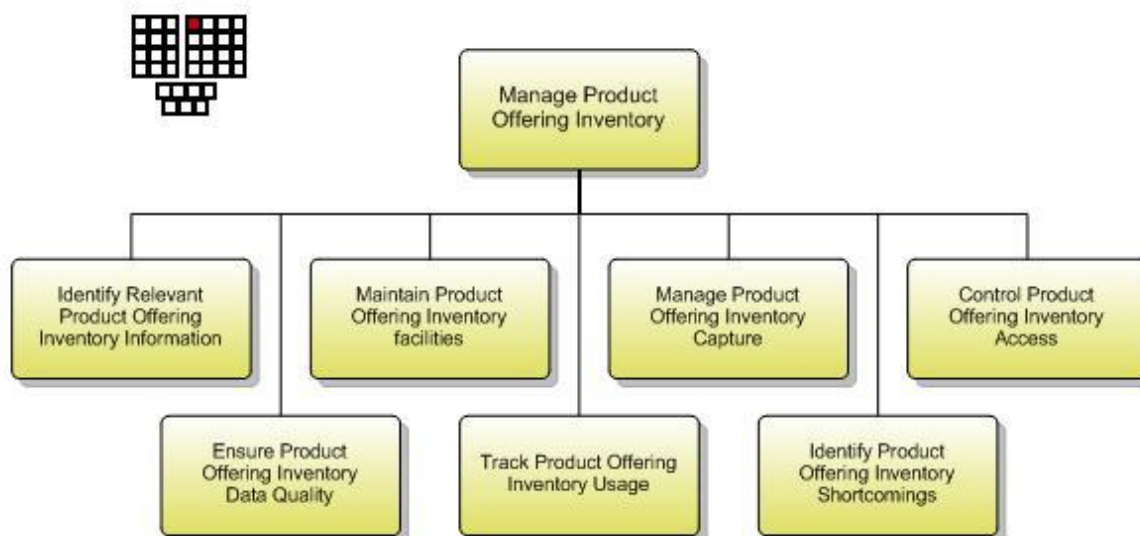 Manage Product
Offering Inventory
Identify Relevant
Product Offering
Inventory Information
Maintain Product
Offering Inventory
facilities
Manage Product
Offering Inventory
Capture
Control Product
Offering Inventory
Access
Ensure Product
Offering Inventory
Data Quality
Track Product Offering
Inventory Usage
Identify Product
Offering Inventory
Shortcomings